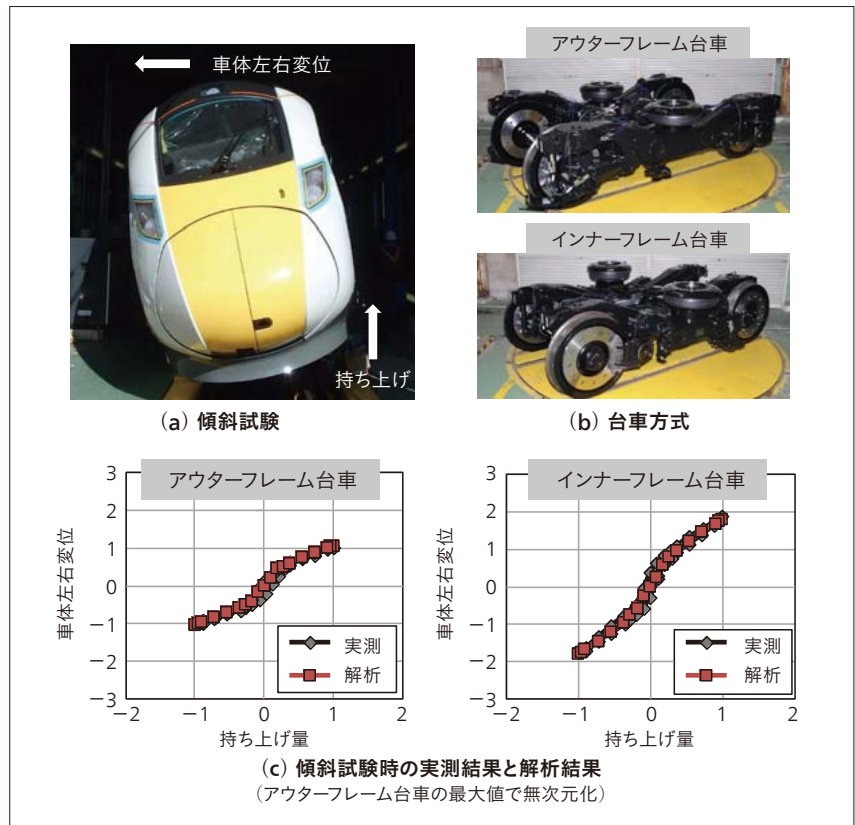 車体左右変位
持ち上げ
(a) 傾斜試験
アウターフレーム台車
インナーフレーム台車
(b) 台車方式
アウターフレーム台車
3
2
1
0
−1
−2
−3
車体左右変位
実測
解析
−2
−1
0
1
2
持ち上げ量
インナーフレーム台車
3
2
1
0
−1
−2
−3
車体左右変位
実測
解析
−2
−1
0
1
2
持ち上げ量
(c) 傾斜試験時の実測結果と解析結果
(アウターフレーム台車の最大値で無次元化)